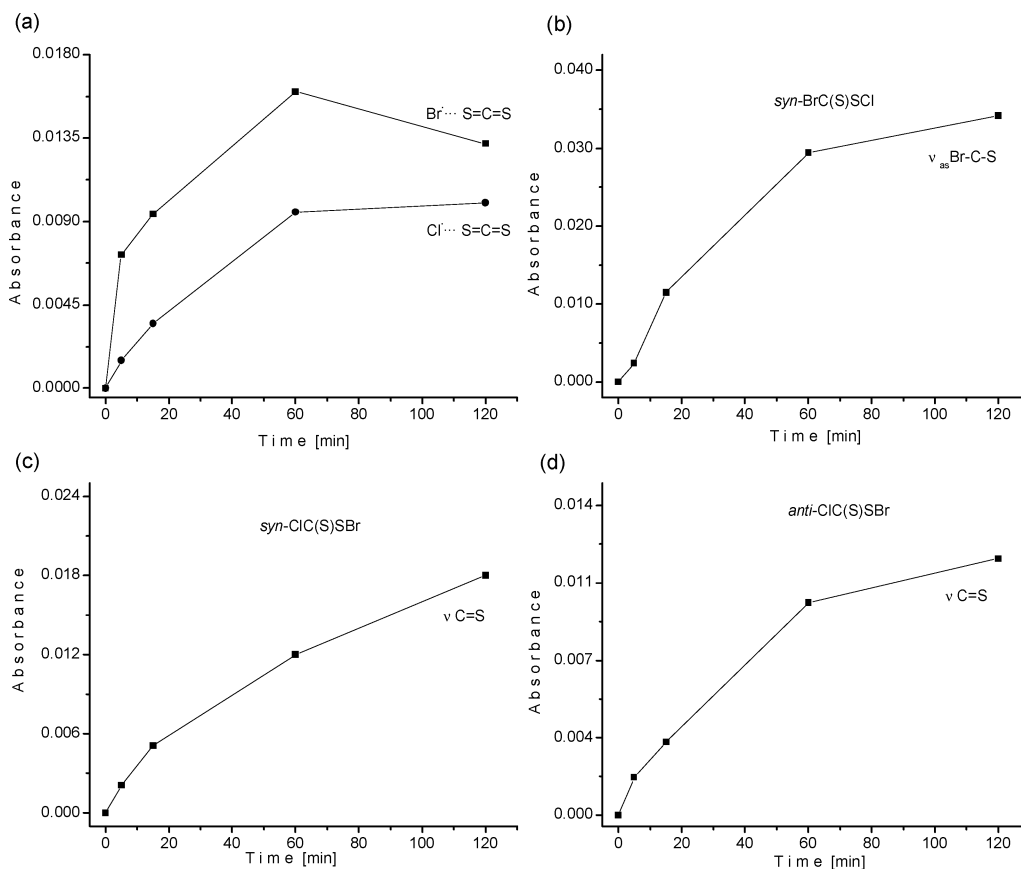 (a)
0.0180
0.0135
0.0090
0.0045
0.0000
Absorbance
Br˙··· S=C=S
Cl˙··· S=C=S
0 20 40 60 80 100 120
Time [min]
(b)
0.040
0.030
0.020
0.010
0.000
Absorbance
syn-BrC(S)SCl
ν as Br-C-S
0 20 40 60 80 100 120
Time [min]
(c)
0.024
0.018
0.012
0.006
0.000
Absorbance
syn-ClC(S)SBr
ν C=S
0 20 40 60 80 100 120
Time [min]
(d)
0.014
0.011
0.007
0.004
0.000
Absorbance
anti-ClC(S)SBr
ν C=S
0 20 40 60 80 100 120
Time [min]